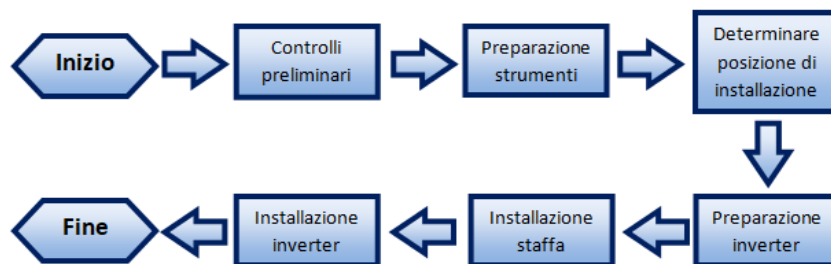 Inizio
Controlli
preliminari
Preparazione
strumenti
Determinare
posizione di
installazione
Preparazione
inverter
Installazione
staffa
Installazione
inverter
Fine